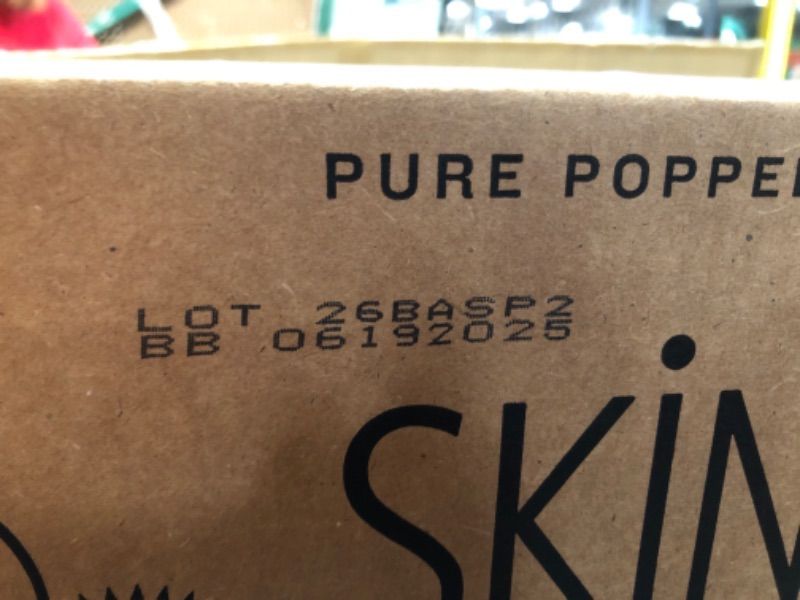 PURE POPPE
LOT 26BASP2
BB 06192025
SKiN